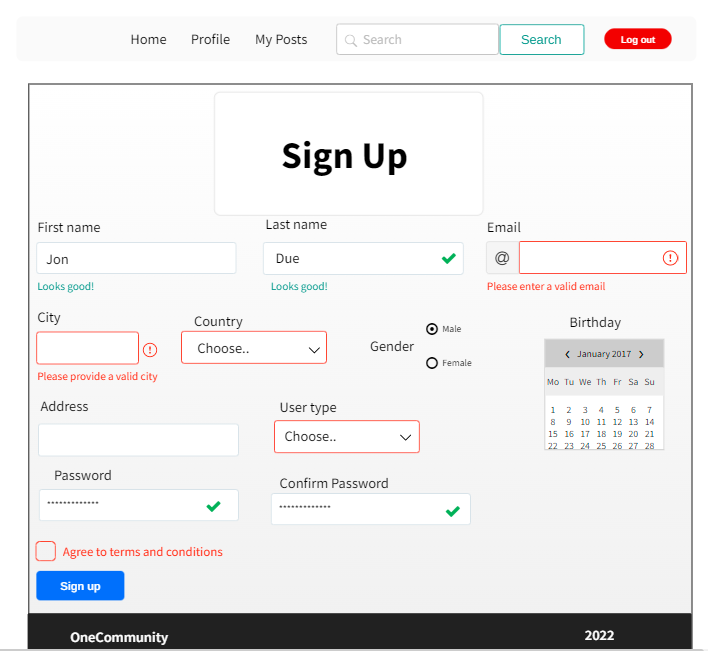 Home Profile My Posts Search Search Log out
Sign Up
First name Last name Email
Jon Due @
Looks good! Looks good! Please enter a valid email
City Country Gender Male Birthday
Choose.. Female January 2017
Please provide a valid city Mo Tu We Th Fr Sa Su
Address User type 1 2 3 4 5 6 7
Choose.. 8 9 10 11 12 13 14
15 16 17 18 19 20 21
22 23 24 25 26 27 28
Password Confirm Password
************* *************
Agree to terms and conditions
Sign up
OneCommunity 2022